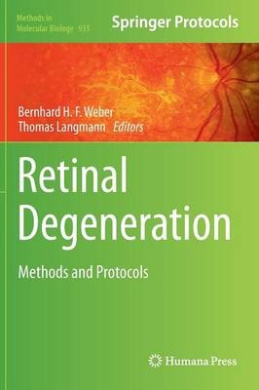 Methods in
Molecular Biology 935
Springer Protocols
Bernhard H. F. Weber
Thomas Langmann Editors
Retinal
Degeneration
Methods and Protocols
Humana Press